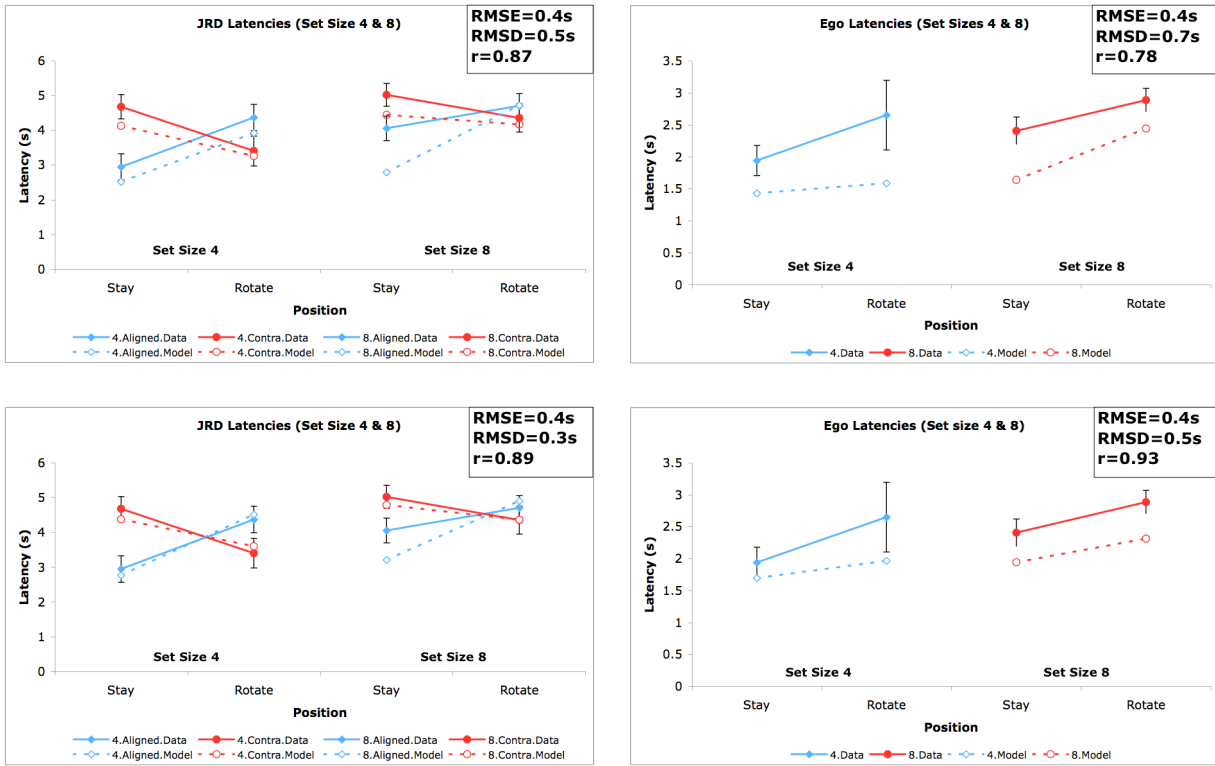 JRD Latencies (Set Size 4 & 8)
RMSE=0.4s
RMSD=0.5s
r=0.87
Latency (s)
6
5
4
3
2
1
0
Set Size 4
Set Size 8
Stay
Rotate
Stay
Rotate
Position
4.Aligned.Data
4.Contra.Data
8.Aligned.Data
8.Contra.Data
4.Aligned.Model
4.Contra.Model
8.Aligned.Model
8.Contra.Model
Ego Latencies (Set Sizes 4 & 8)
RMSE=0.4s
RMSD=0.7s
r=0.78
Latency (s)
3.5
3
2.5
2
1.5
1
0.5
0
Set Size 4
Set Size 8
Stay
Rotate
Stay
Rotate
Position
4.Data
8.Data
4.Model
8.Model
JRD Latencies (Set Size 4 & 8)
RMSE=0.4s
RMSD=0.3s
r=0.89
Latency (s)
6
5
4
3
2
1
0
Set Size 4
Set Size 8
Stay
Rotate
Stay
Rotate
Position
4.Aligned.Data
4.Contra.Data
8.Aligned.Data
8.Contra.Data
4.Aligned.Model
4.Contra.Model
8.Aligned.Model
8.Contra.Model
Ego Latencies (Set size 4 & 8)
RMSE=0.4s
RMSD=0.5s
r=0.93
Latency (s)
3.5
3
2.5
2
1.5
1
0.5
0
Set Size 4
Set Size 8
Stay
Rotate
Stay
Rotate
Position
4.Data
8.Data
4.Model
8.Model